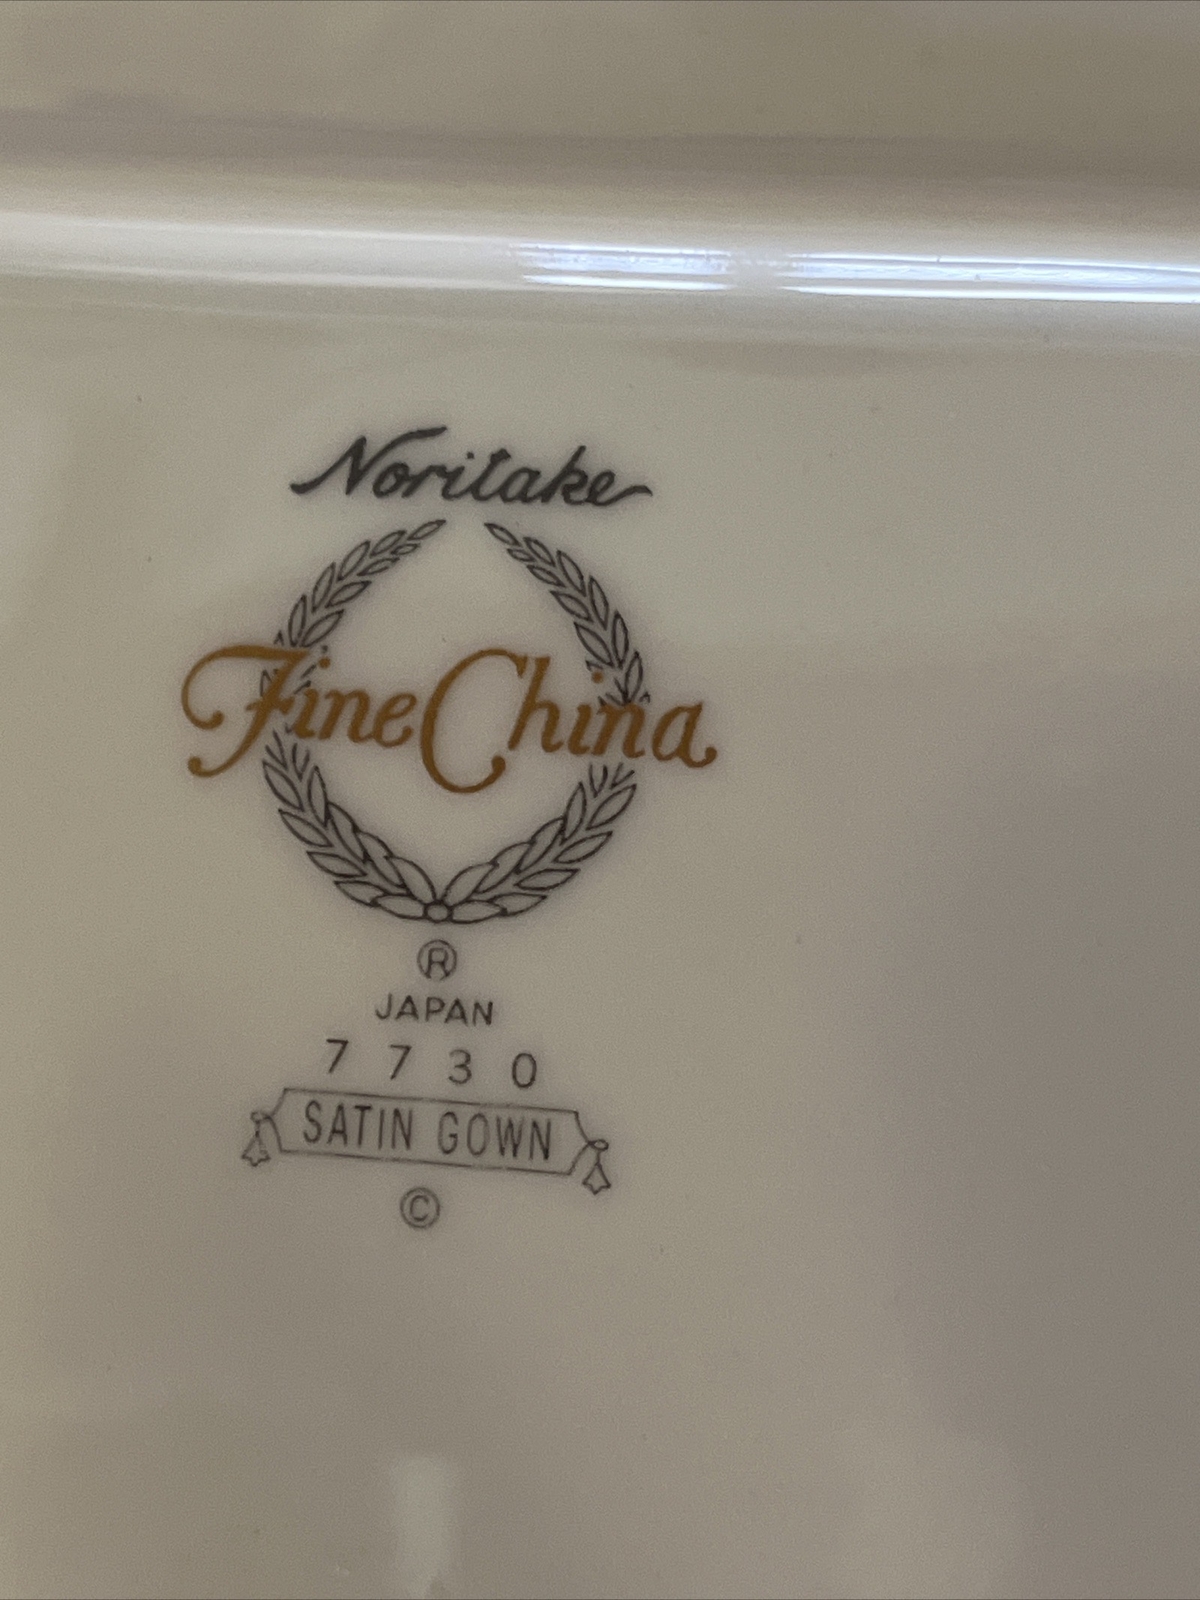 Noritake
Fine China
®
JAPAN
7730
SATIN GOWN
©